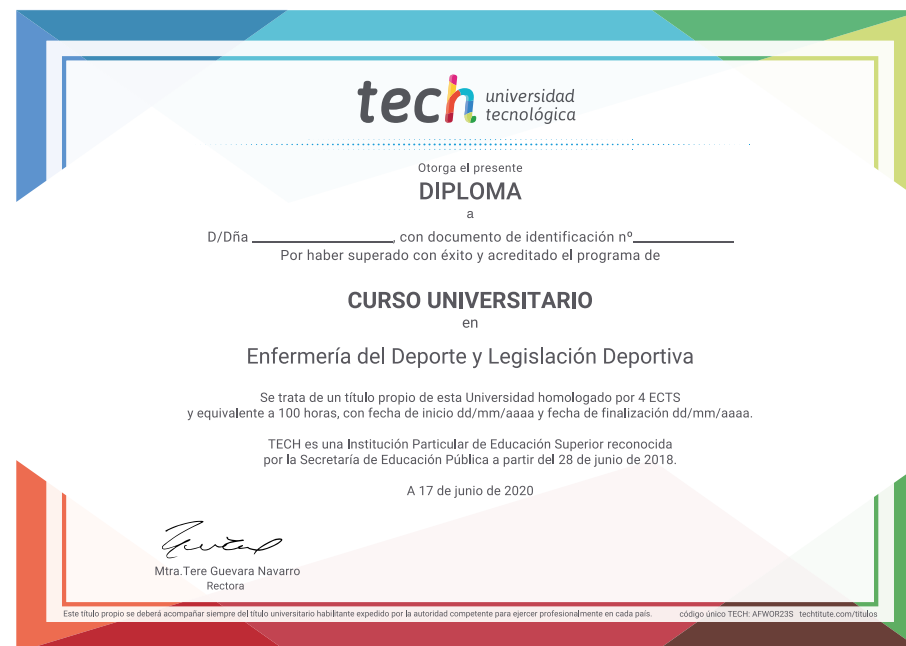 tech universidad
tecnológica
Otorga el presente
DIPLOMA
a
D/Dña ____________________, con documento de identificación nº______________
Por haber superado con éxito y acreditado el programa de
CURSO UNIVERSITARIO
en
Enfermería del Deporte y Legislación Deportiva
Se trata de un título propio de esta Universidad homologado por 4 ECTS
y equivalente a 100 horas, con fecha de inicio dd/mm/aaaa y fecha de finalización dd/mm/aaaa.
TECH es una Institución Particular de Educación Superior reconocida
por la Secretaría de Educación Pública a partir del 28 de junio de 2018.
A 17 de junio de 2020
Mtra.Tere Guevara Navarro
Rectora
Este título propio se deberá acompañar siempre del título universitario habilitante expedido por la autoridad competente para ejercer profesionalmente en cada país. código único TECH: AFWOR23S techtitute.com/titulos